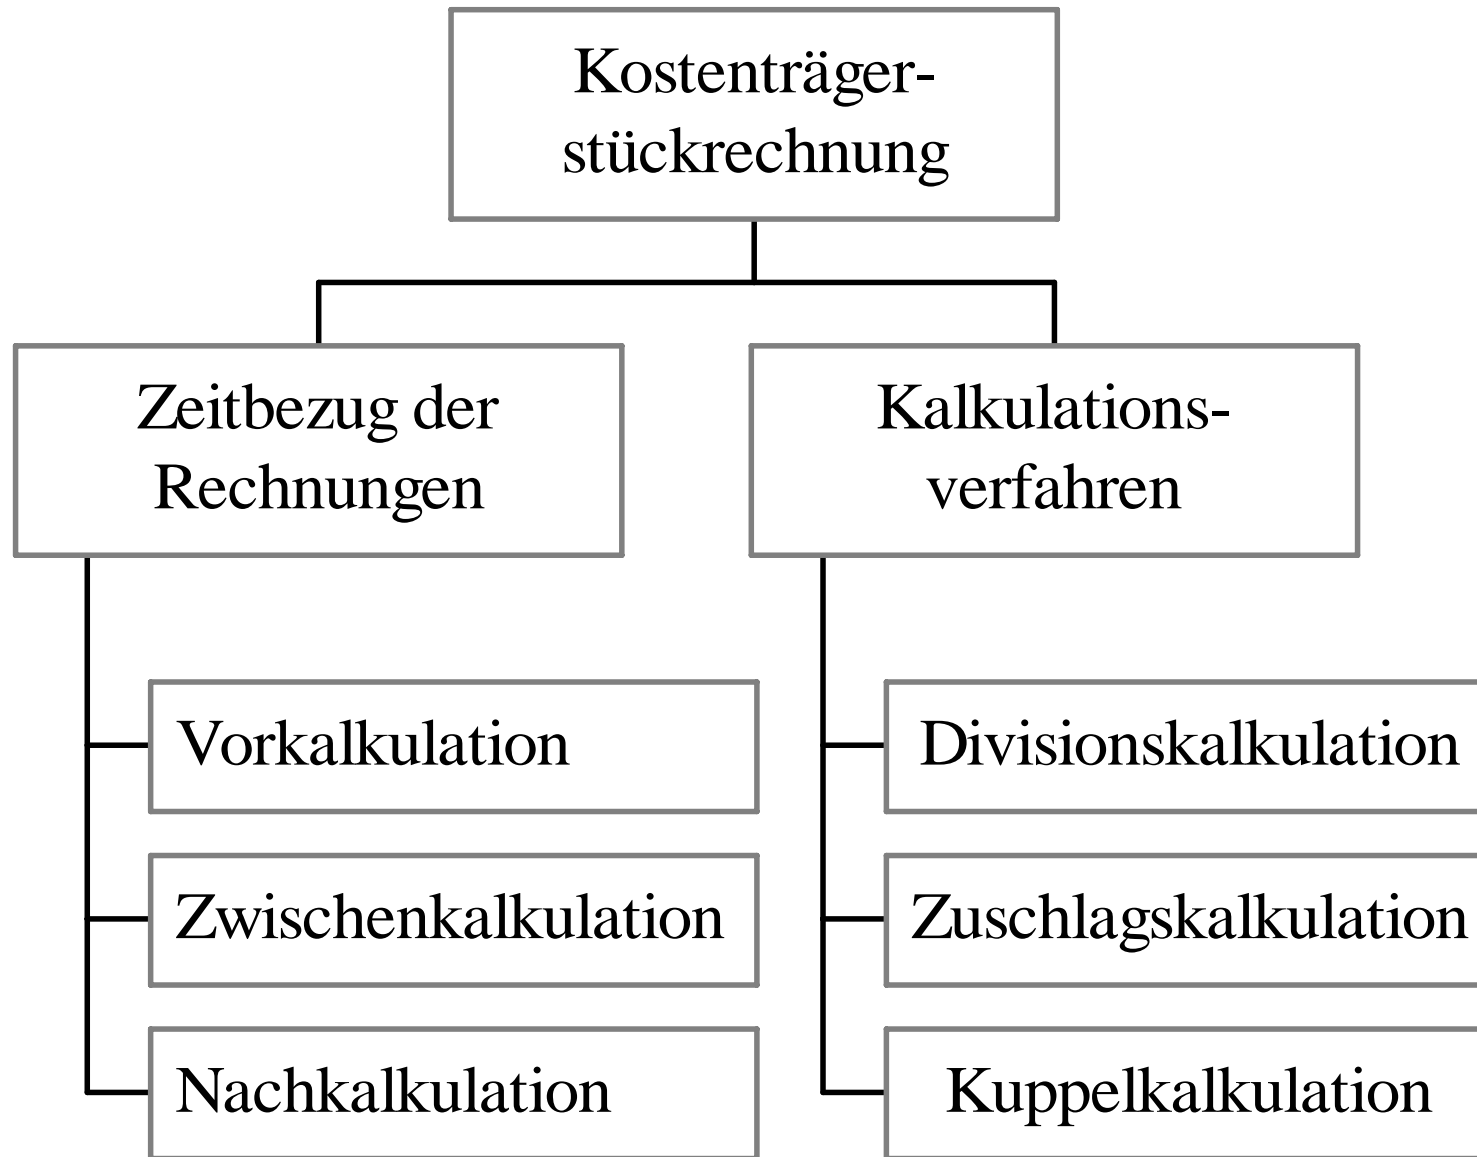 Kostenträger-
stückrechnung
Zeitbezug der
Rechnungen
Kalkulations-
verfahren
Vorkalkulation
Zwischenkalkulation
Nachkalkulation
Divisionskalkulation
Zuschlagskalkulation
Kuppelkalkulation